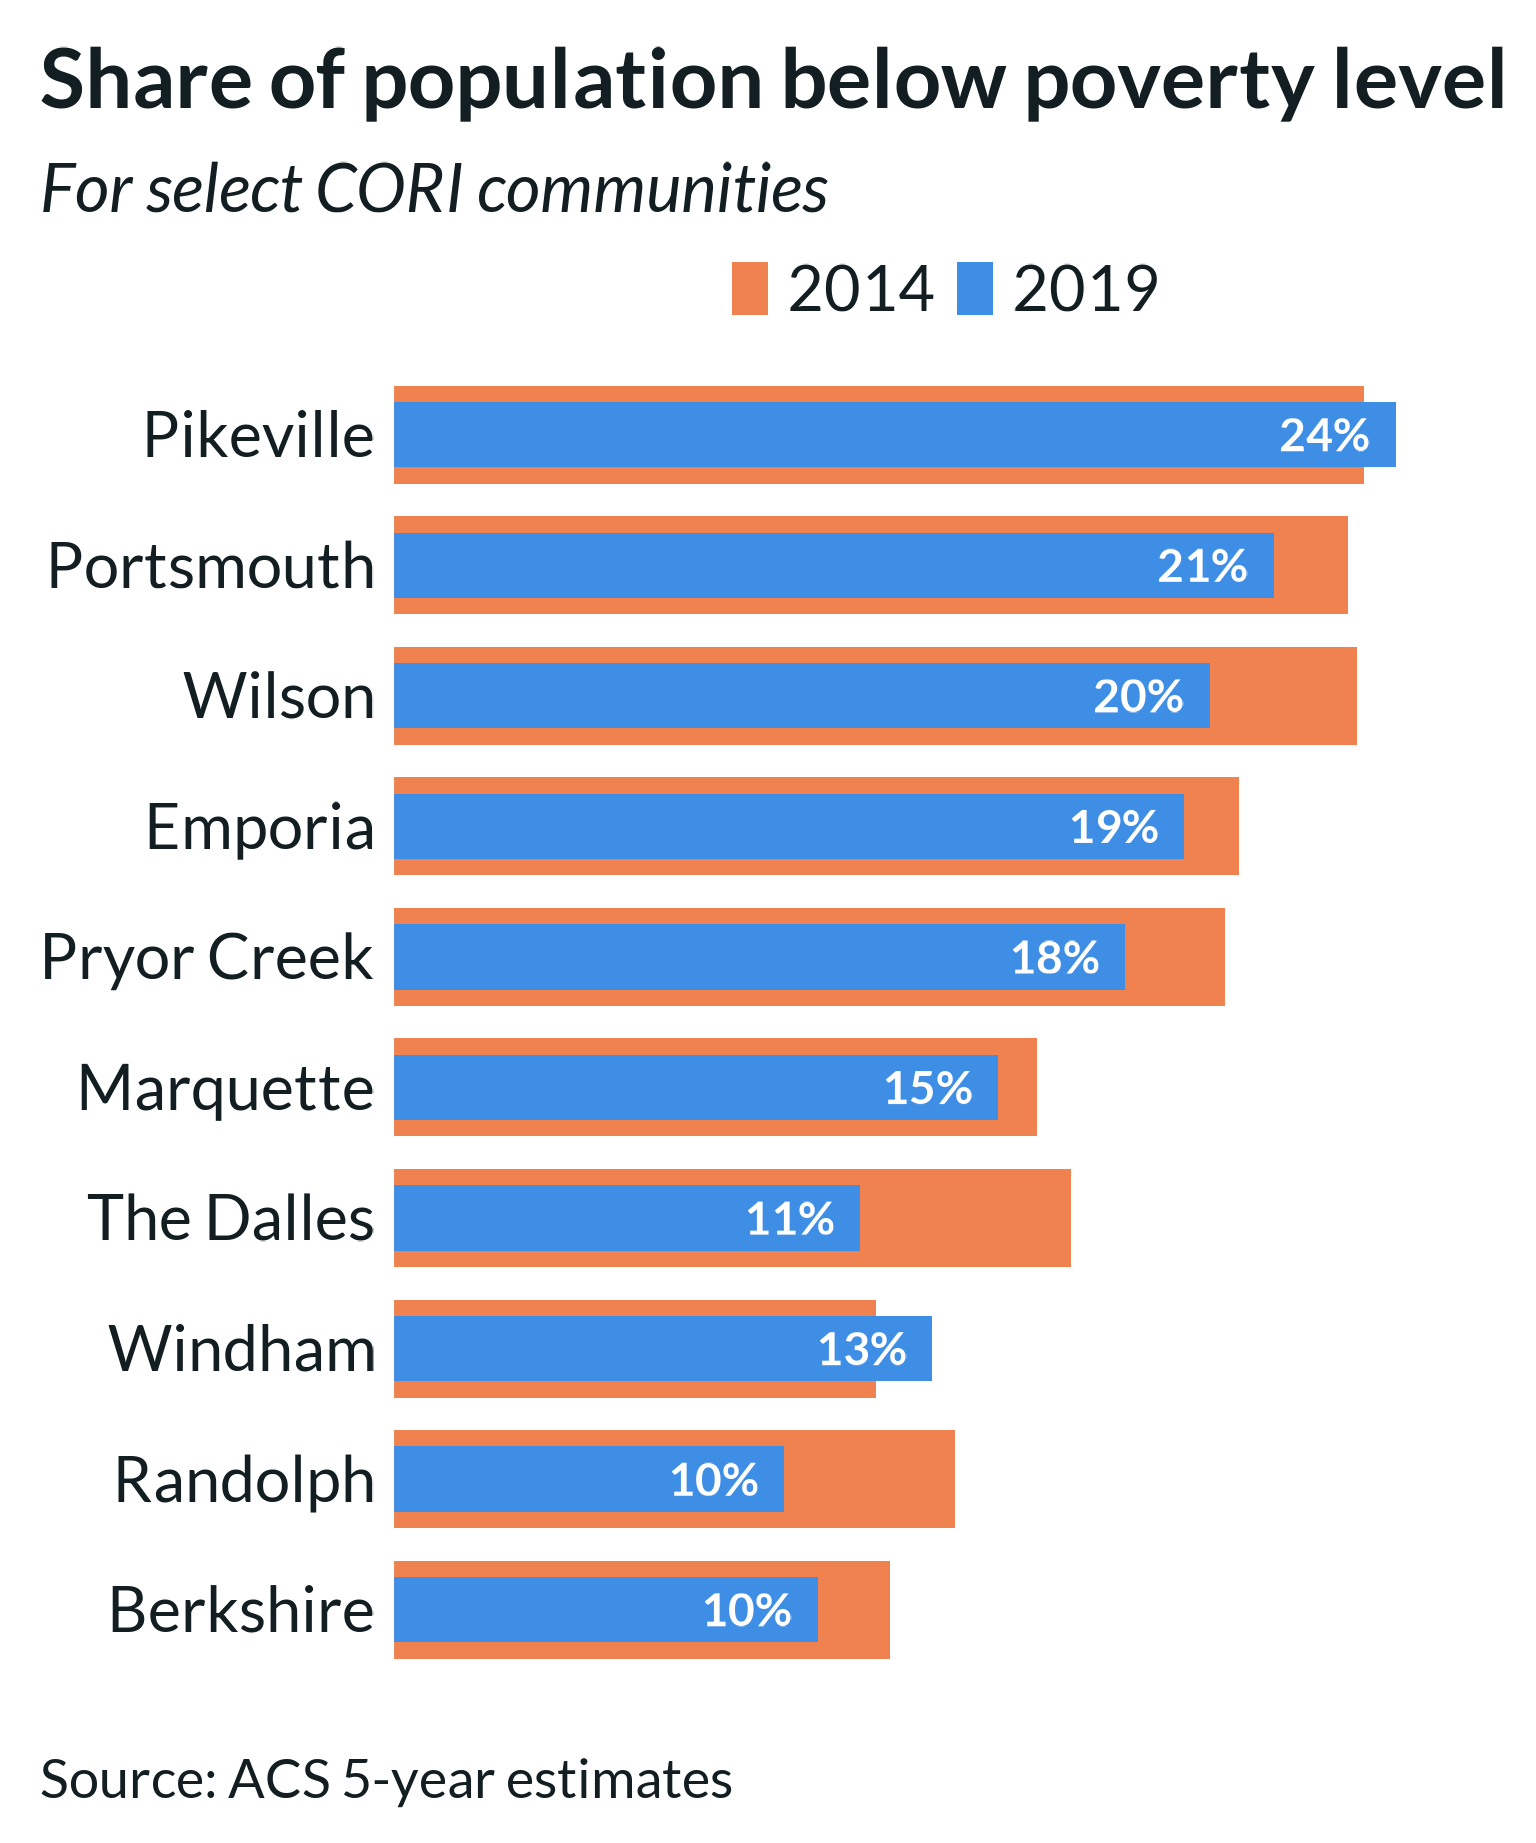 Share of population below poverty level
For select CORI communities
2014 2019
Pikeville 24%
Portsmouth 21%
Wilson 20%
Emporia 19%
Pryor Creek 18%
Marquette 15%
The Dalles 11%
Windham 13%
Randolph 10%
Berkshire 10%
Source: ACS 5-year estimates